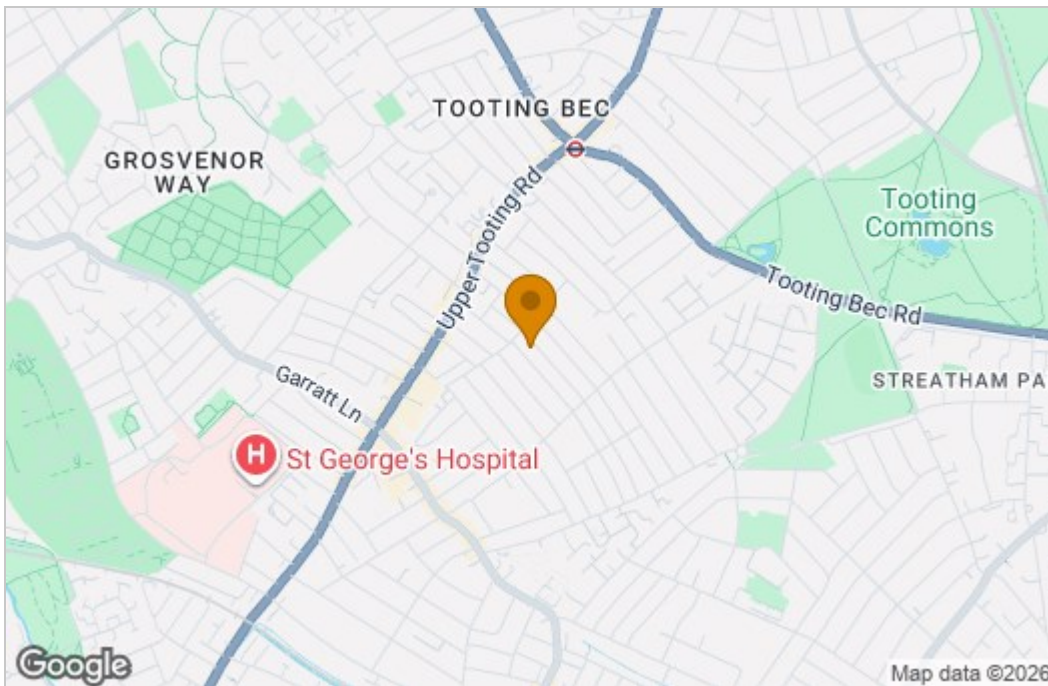 TOOTING BEC
GROSVENOR
WAY
Upper Tooting Rd
Tooting
Commons
Tooting Bec Rd
STREATHAM PA
Garratt Ln
H
St George's Hospital
Google
Map data ©2026